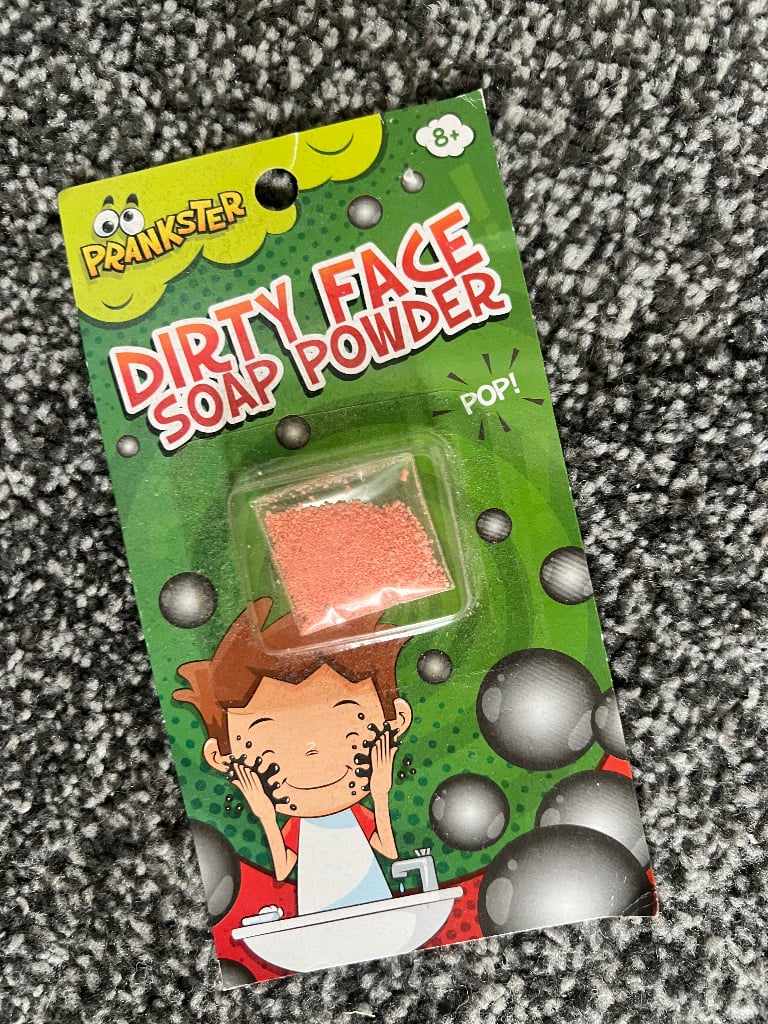 8+
PRANKSTER
DIRTY FACE
SOAP POWDER
POP!